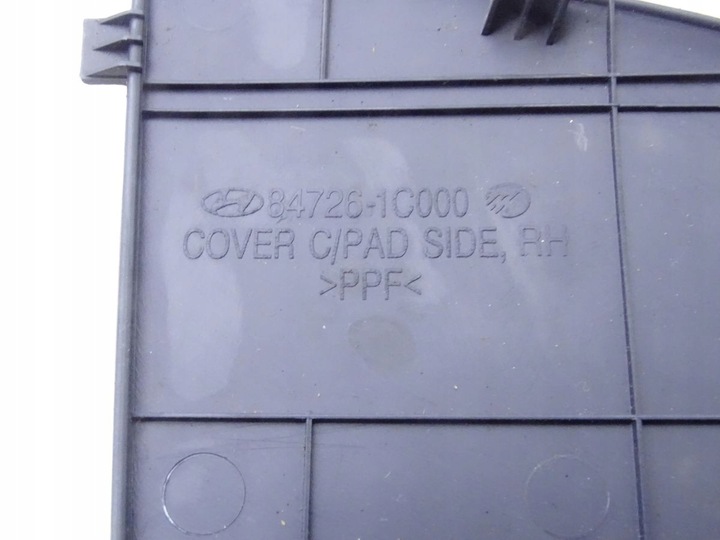 84726-1C000
COVER C/PAD SIDE, RH
>PPF<